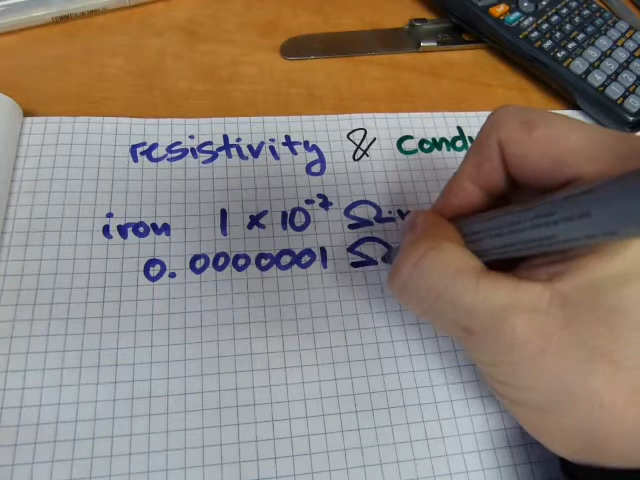 resistivity & cond
iron 1 × 10⁻⁷ Ω·
0.0000001 Ω